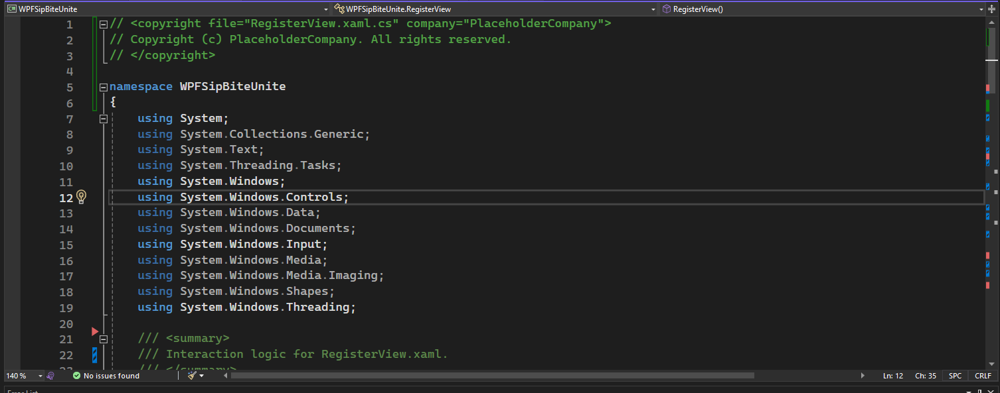 WPFSipBiteUnite WPFSipBiteUnite.RegisterView RegisterView()
1 // <copyright file="RegisterView.xaml.cs" company="PlaceholderCompany">
2 // Copyright (c) PlaceholderCompany. All rights reserved.
3 // </copyright>
4
5 namespace WPFSipBiteUnite
6 {
7 using System;
8 using System.Collections.Generic;
9 using System.Text;
10 using System.Threading.Tasks;
11 using System.Windows;
12 using System.Windows.Controls;
13 using System.Windows.Data;
14 using System.Windows.Documents;
15 using System.Windows.Input;
16 using System.Windows.Media;
17 using System.Windows.Media.Imaging;
18 using System.Windows.Shapes;
19 using System.Windows.Threading;
20
21 /// <summary>
22 /// Interaction logic for RegisterView.xaml.
23 /// </summary>
140 % No issues found Ln: 12 Ch: 35 SPC CRLF
Error List